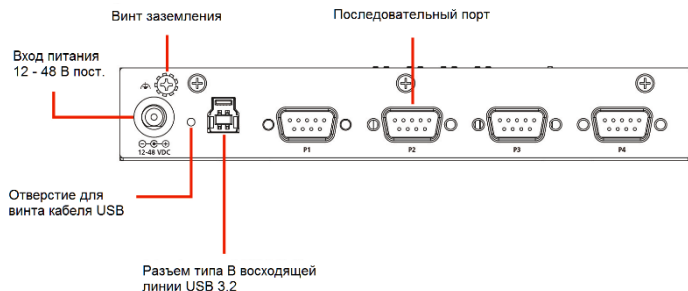 Винт заземления
Последовательный порт
Вход питания
12 - 48 В пост.
12-48 VDC
P1
P2
P3
P4
Отверстие для
винта кабеля USB
Разъем типа B восходящей
линии USB 3.2